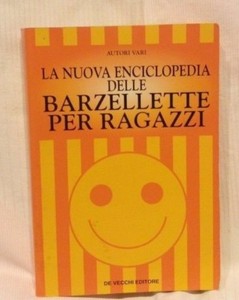 AUTORI VARI
LA NUOVA ENCICLOPEDIA
DELLE
BARZELLETTE
PER RAGAZZI
DE VECCHI EDITORE